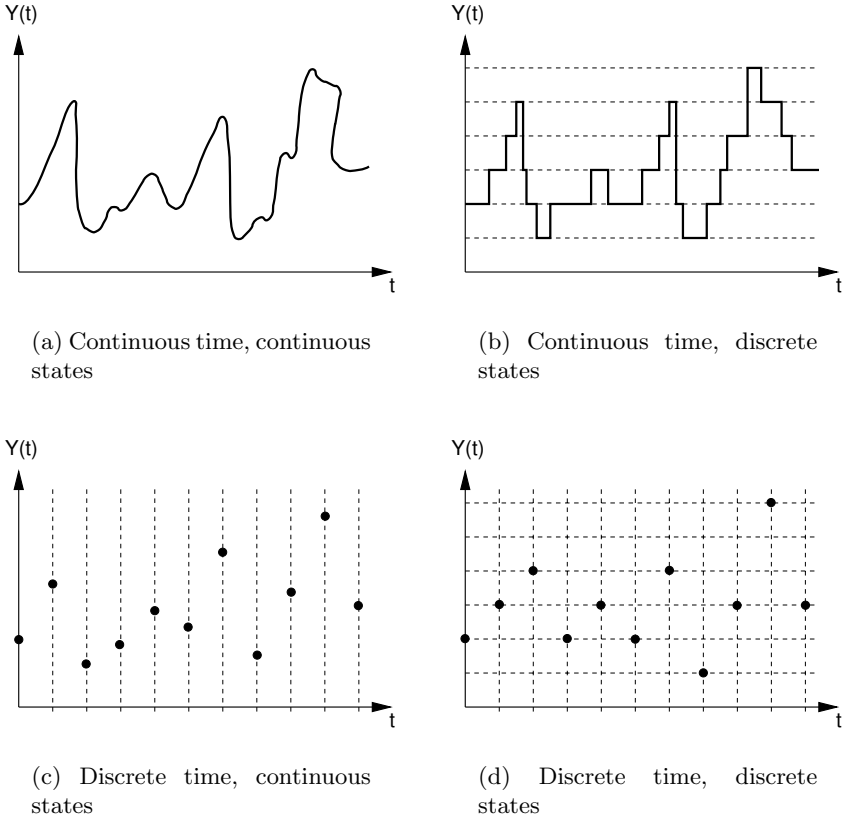 Y(t)
t
(a) Continuous time, continuous
states
Y(t)
t
(b) Continuous time, discrete
states
Y(t)
t
(c) Discrete time, continuous
states
Y(t)
t
(d) Discrete time, discrete
states